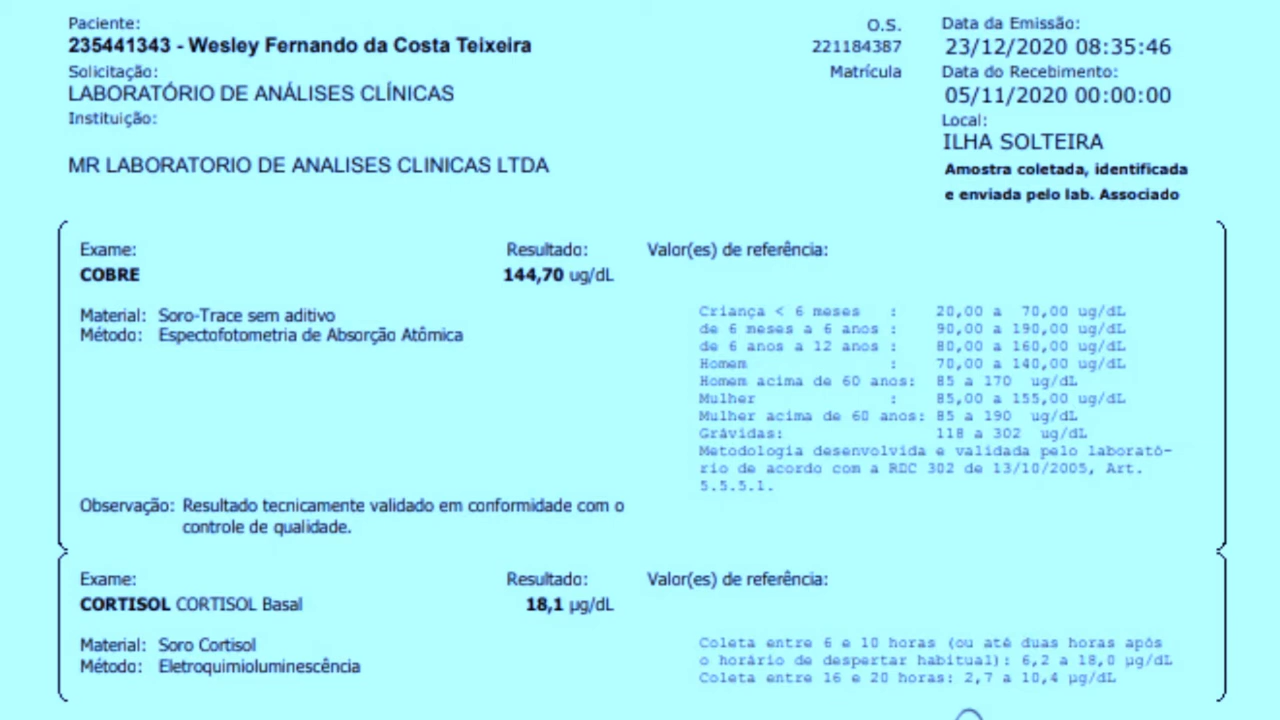 Paciente:
235441343 - Wesley Fernando da Costa Teixeira
Solicitação:
LABORATÓRIO DE ANÁLISES CLÍNICAS
Instituição:
MR LABORATORIO DE ANALISES CLINICAS LTDA
O.S.
221184387
Matrícula
Data da Emissão:
23/12/2020 08:35:46
Data do Recebimento:
05/11/2020 00:00:00
Local:
ILHA SOLTEIRA
Amostra coletada, identificada
e enviada pelo lab. Associado
Exame: Resultado: Valor(es) de referência:
COBRE 144,70 ug/dL
Material: Soro-Trace sem aditivo
Método: Espectofotometria de Absorção Atômica
Criança < 6 meses : 20,00 a 70,00 ug/dL
de 6 meses a 6 anos : 90,00 a 190,00 ug/dL
de 6 anos a 12 anos : 80,00 a 160,00 ug/dL
Homem : 70,00 a 140,00 ug/dL
Homem acima de 60 anos: 85 a 170 ug/dL
Mulher : 85,00 a 155,00 ug/dL
Mulher acima de 60 anos: 85 a 190 ug/dL
Grávidas: 118 a 302 ug/dL
Metodologia desenvolvida e validada pelo laborató-
rio de acordo com a RDC 302 de 13/10/2005, Art.
5.5.5.1.
Observação: Resultado tecnicamente validado em conformidade com o
controle de qualidade.
Exame: Resultado: Valor(es) de referência:
CORTISOL CORTISOL Basal 18,1 µg/dL
Material: Soro Cortisol
Método: Eletroquimioluminescência
Coleta entre 6 e 10 horas (ou até duas horas após
o horário de despertar habitual): 6,2 a 18,0 µg/dL
Coleta entre 16 e 20 horas: 2,7 a 10,4 µg/dL